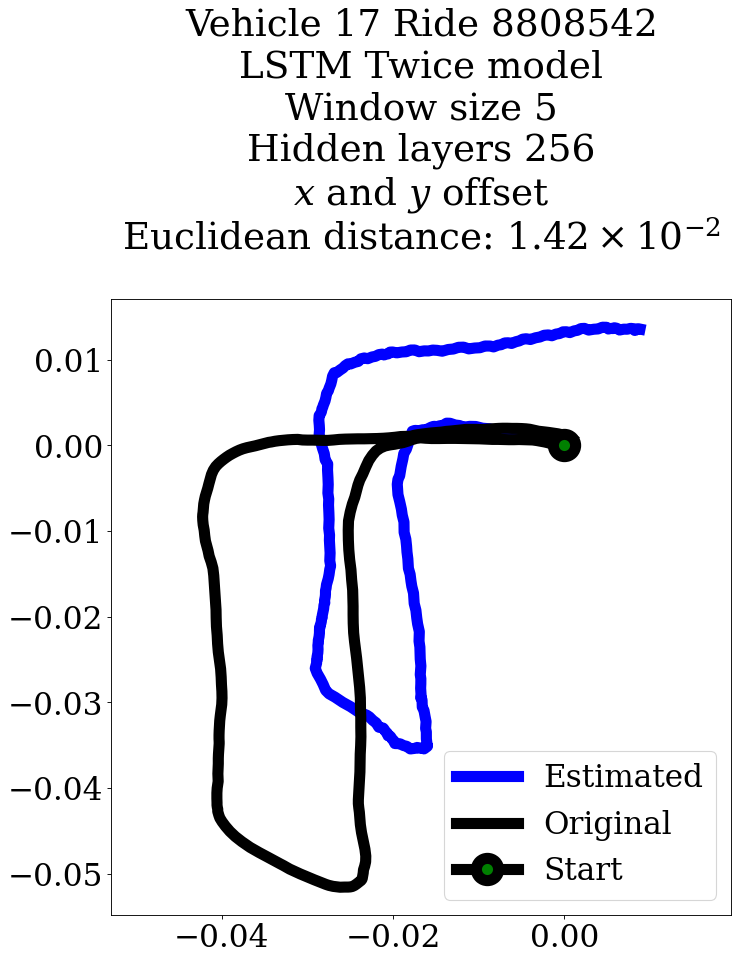 Vehicle 17 Ride 8808542
LSTM Twice model
Window size 5
Hidden layers 256
x and y offset
Euclidean distance: 1.42 × 10⁻²
0.01
0.00
−0.01
−0.02
−0.03
−0.04
−0.05
−0.04
−0.02
0.00
Estimated
Original
Start